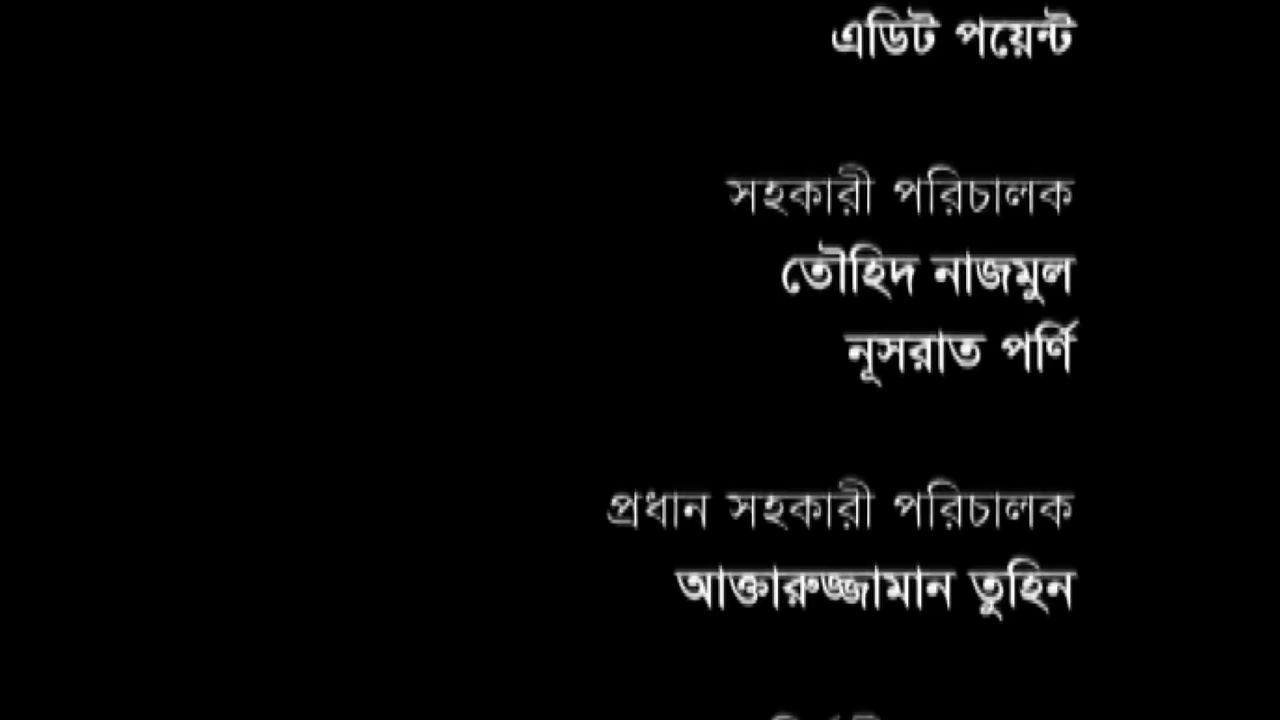 এডিট পয়েন্ট
সহকারী পরিচালক
তৌহিদ নাজমুল
নূসরাত পর্ণি
প্রধান সহকারী পরিচালক
আক্তারুজ্জামান তুহিন